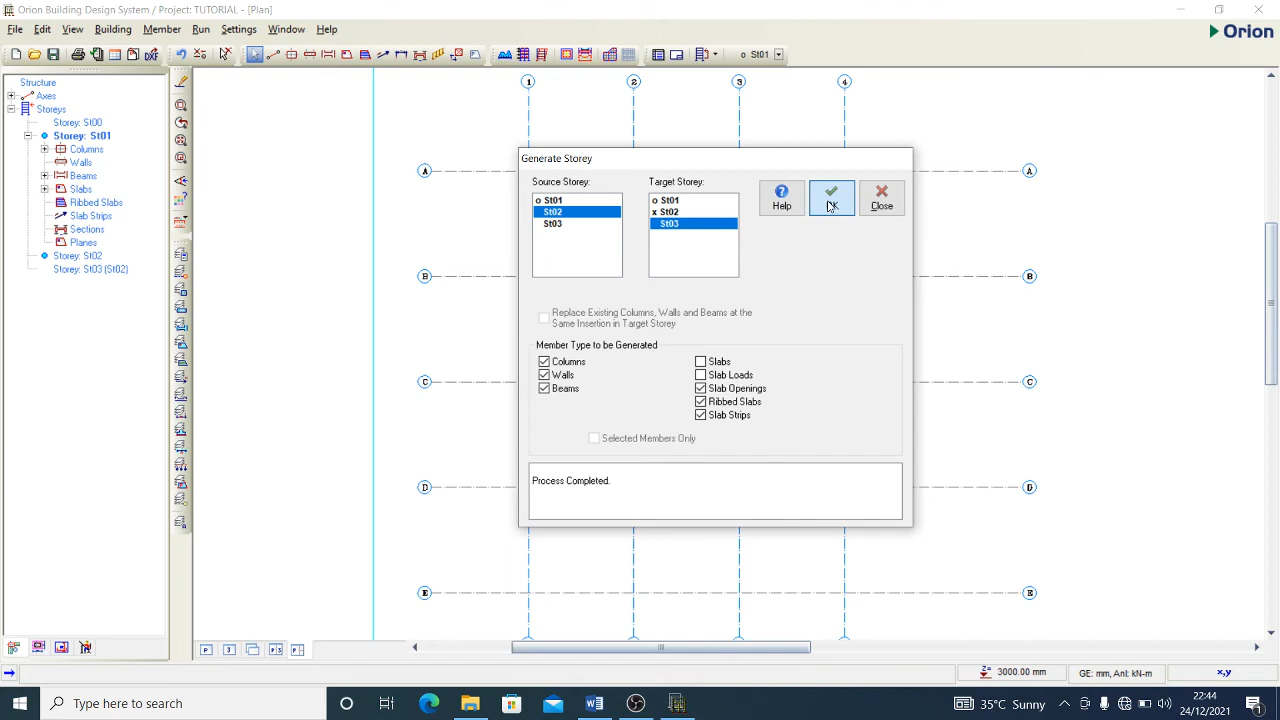 Orion Building Design System / Project: TUTORIAL - [Plan]
File Edit View Building Member Run Settings Window Help
Orion
DXF
o St01
Structure
Axes
Storeys
Storey: St00
Storey: St01
Columns
Walls
Beams
Slabs
Ribbed Slabs
Slab Strips
Sections
Planes
Storey: St02
Storey: St03 (St02)
1 2 3 4
A A
B B
C C
D D
E E
Generate Storey
Source Storey: Target Storey:
o St01 o St01
St02 x St02
St03 St03
Help Close
Replace Existing Columns, Walls and Beams at the
Same Insertion in Target Storey
Member Type to be Generated
Columns Slabs
Walls Slab Loads
Beams Slab Openings
Ribbed Slabs
Slab Strips
Selected Members Only
Process Completed.
Z= 3000.00 mm GE: mm, Anl: kN-m x,y
Type here to search
35°C Sunny
22:44
24/12/2021